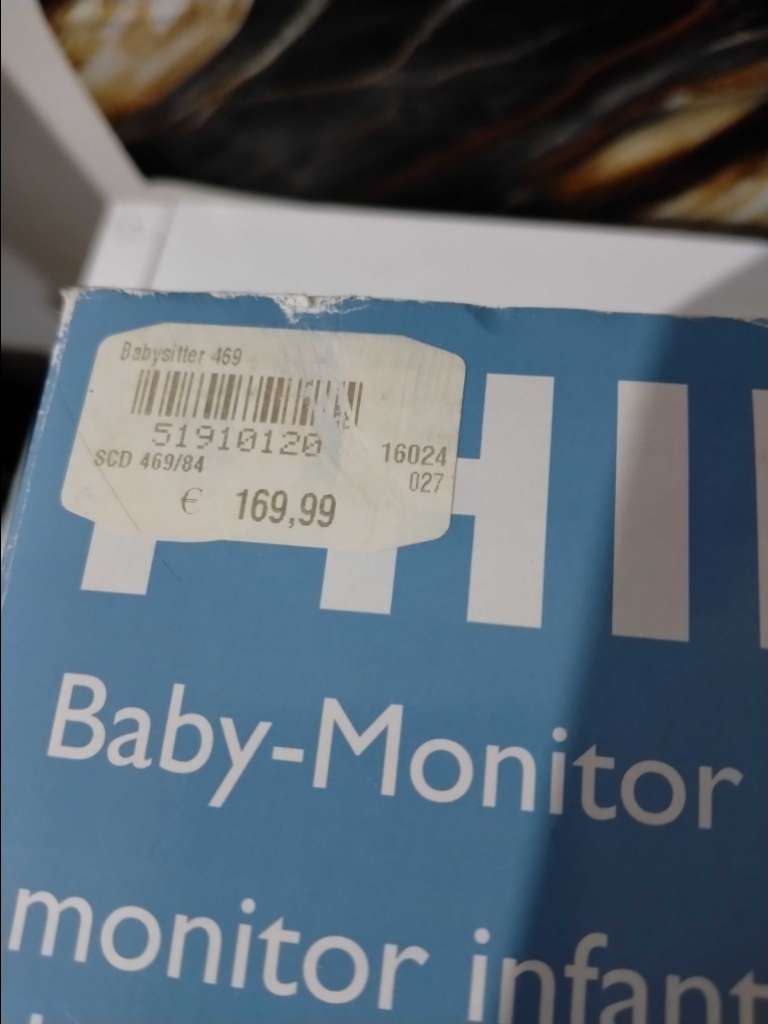 Babysitter 469
51910120
SCD 469/84
16024
027
€ 169,99
PHI
Baby-Monitor
monitor infant